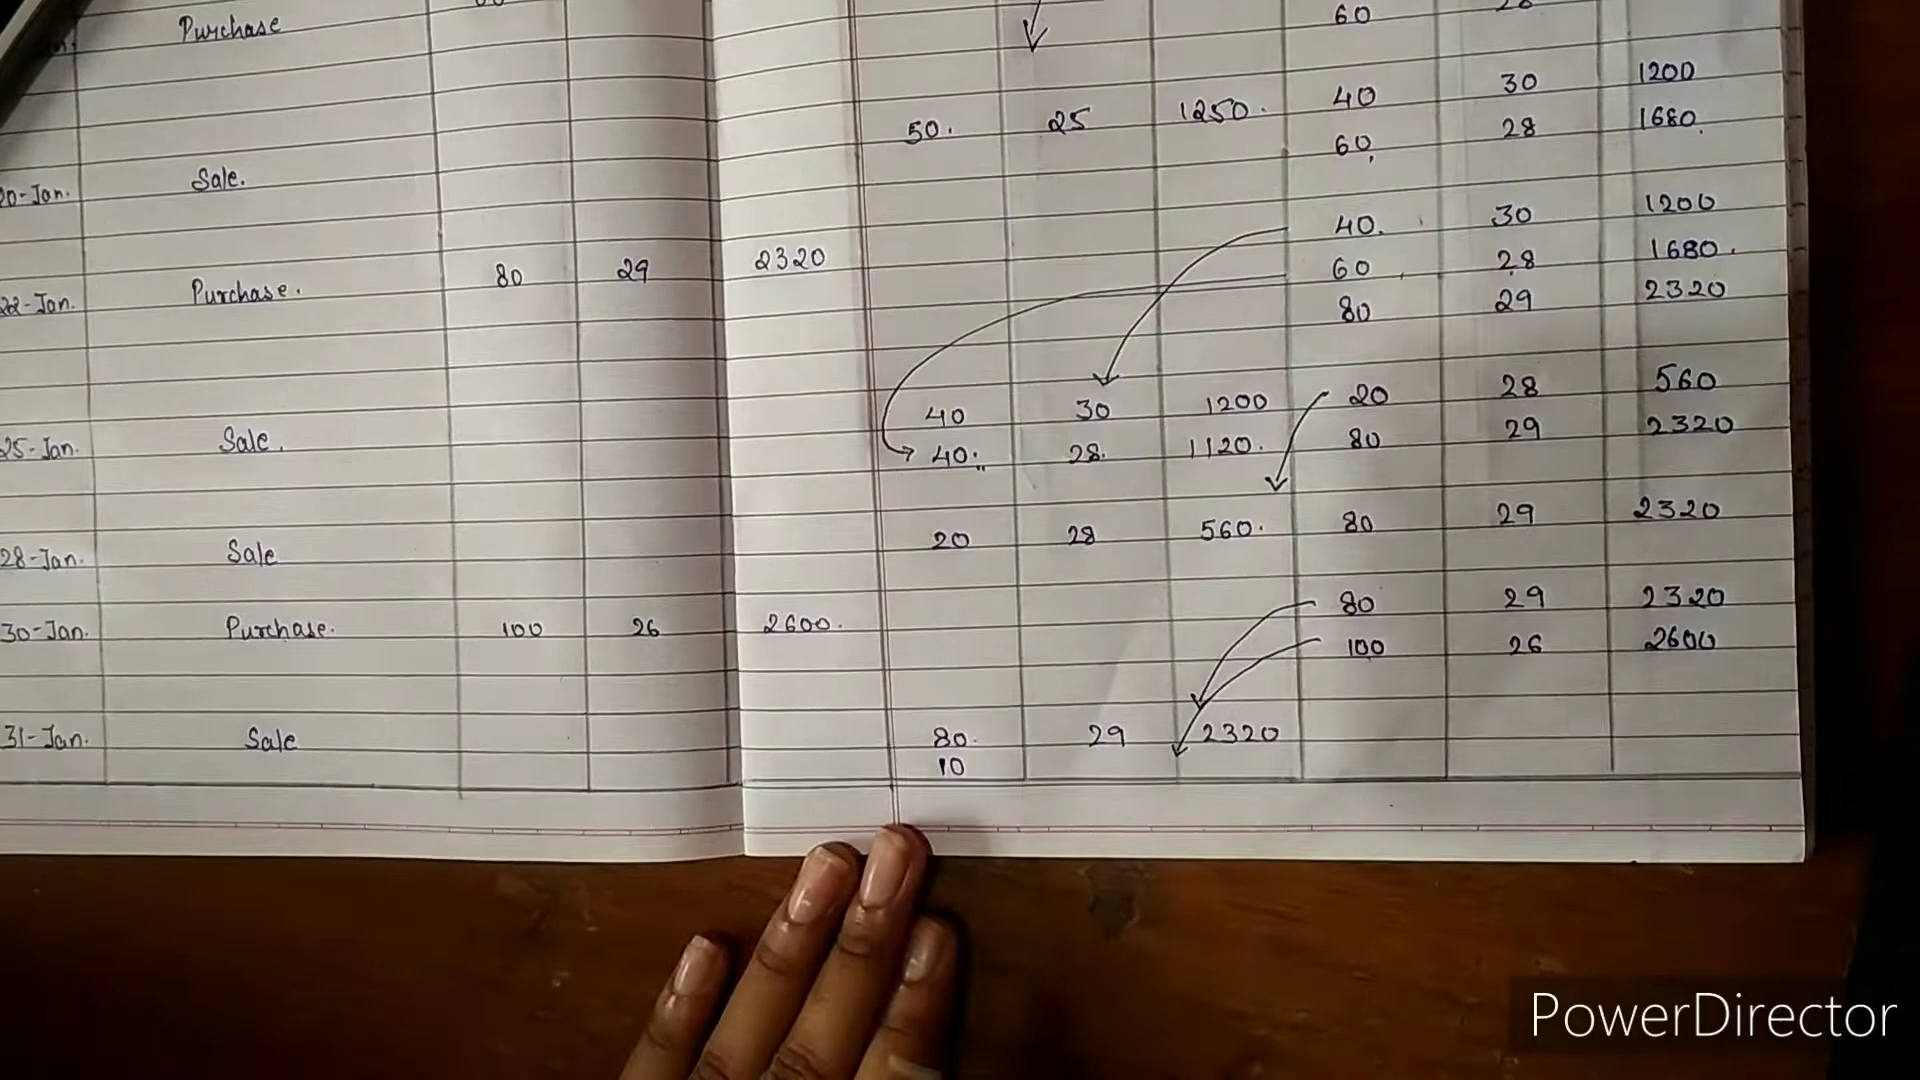 Purchase 60
50. 25 1250. 40 30 1200
60. 28 1680.
20-Jan. Sale.
40. 30 1200
22-Jan. Purchase. 80 29 2320 60 28 1680.
80 29 2320
40 30 1200 20 28 560
25-Jan. Sale. 40. 28. 1120. 80 29 2320
28-Jan. Sale 20 28 560. 80 29 2320
80 29 2320
30-Jan. Purchase. 100 26 2600. 100 26 2600
31-Jan. Sale 80. 29 2320
10
PowerDirector